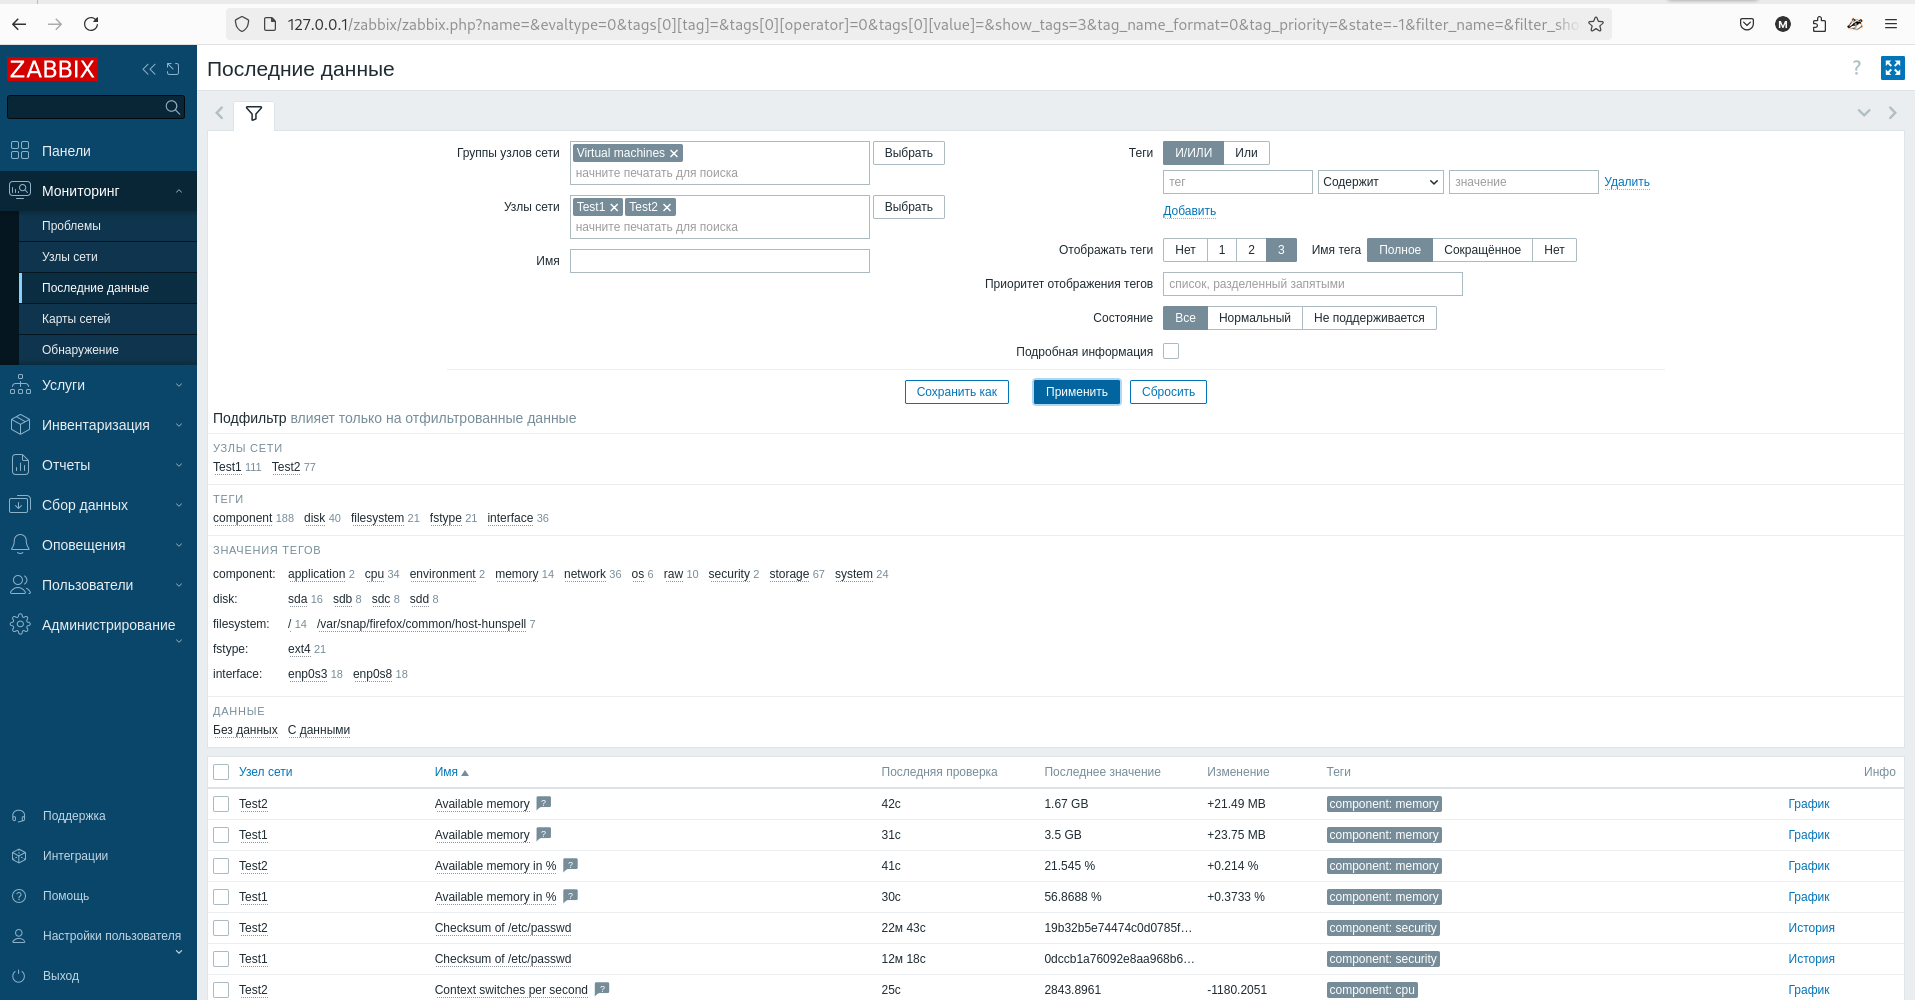 127.0.0.1/zabbix/zabbix.php?name=&evaltype=0&tags[0][tag]=&tags[0][operator]=0&tags[0][value]=&show_tags=3&tag_name_format=0&tag_priority=&state=-1&filter_name=&filter_sho
ZABBIX
Последние данные
?
Панели
Мониторинг
Проблемы
Узлы сети
Последние данные
Карты сетей
Обнаружение
Услуги
Инвентаризация
Отчеты
Сбор данных
Оповещения
Пользователи
Администрирование
Поддержка
Интеграции
Помощь
Настройки пользователя
Выход
Группы узлов сети Virtual machines начните печатать для поиска Выбрать
Узлы сети Test1 Test2 начните печатать для поиска Выбрать
Имя
Теги И/ИЛИ Или
тег Содержит значение Удалить
Добавить
Отображать теги Нет 1 2 3 Имя тега Полное Сокращённое Нет
Приоритет отображения тегов список, разделенный запятыми
Состояние Все Нормальный Не поддерживается
Подробная информация
Сохранить как Применить Сбросить
Подфильтр влияет только на отфильтрованные данные
УЗЛЫ СЕТИ
Test1 111 Test2 77
ТЕГИ
component 188 disk 40 filesystem 21 fstype 21 interface 36
ЗНАЧЕНИЯ ТЕГОВ
component: application 2 cpu 34 environment 2 memory 14 network 36 os 6 raw 10 security 2 storage 67 system 24
disk: sda 16 sdb 8 sdc 8 sdd 8
filesystem: / 14 /var/snap/firefox/common/host-hunspell 7
fstype: ext4 21
interface: enp0s3 18 enp0s8 18
ДАННЫЕ
Без данных С данными
Узел сети Имя Последняя проверка Последнее значение Изменение Теги Инфо
Test2 Available memory ? 42с 1.67 GB +21.49 MB component: memory График
Test1 Available memory ? 31с 3.5 GB +23.75 MB component: memory График
Test2 Available memory in % ? 41с 21.545 % +0.214 % component: memory График
Test1 Available memory in % ? 30с 56.8688 % +0.3733 % component: memory График
Test2 Checksum of /etc/passwd 22м 43с 19b32b5e74474c0d0785f… component: security История
Test1 Checksum of /etc/passwd 12м 18с 0dccb1a76092e8aa968b6… component: security История
Test2 Context switches per second ? 25с 2843.8961 -1180.2051 component: cpu График